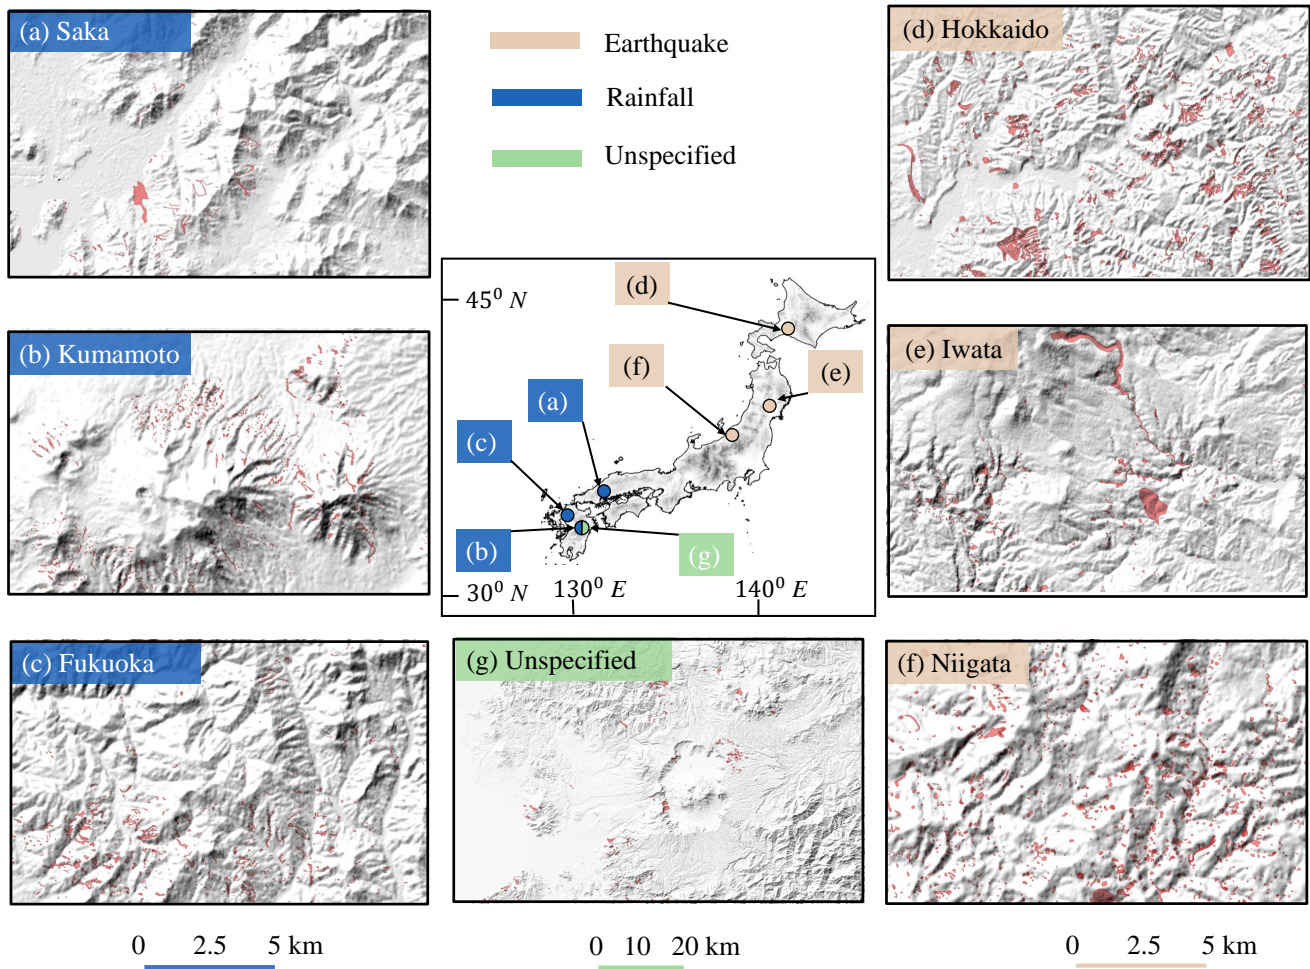 (a) Saka
Earthquake
Rainfall
Unspecified
(d) Hokkaido
(b) Kumamoto
45⁰ N
30⁰ N
130⁰ E
140⁰ E
(d)
(f)
(e)
(a)
(c)
(b)
(g)
(e) Iwata
(c) Fukuoka
(g) Unspecified
(f) Niigata
0 2.5 5 km
0 10 20 km
0 2.5 5 km